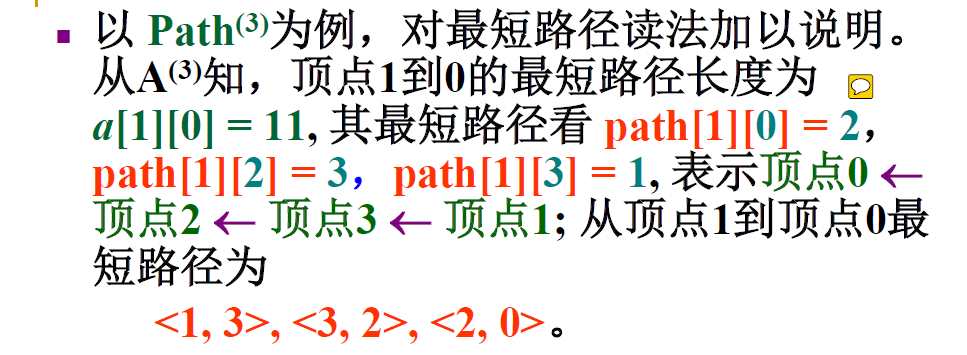 ▪ 以 Path⁽³⁾为例，对最短路径读法加以说明。
从A⁽³⁾知，顶点1到0的最短路径长度为
a[1][0] = 11, 其最短路径看 path[1][0] = 2，
path[1][2] = 3， path[1][3] = 1, 表示顶点0 ←
顶点2 ← 顶点3 ← 顶点1; 从顶点1到顶点0最
短路径为
<1, 3>, <3, 2>, <2, 0>。